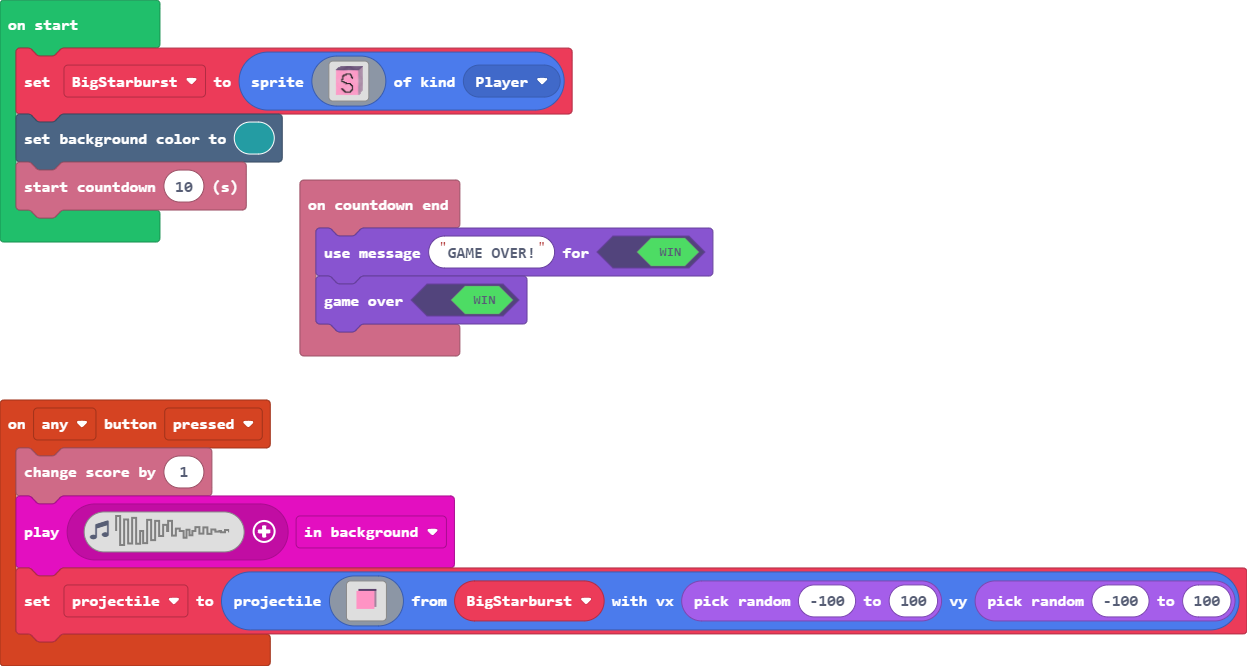 on start
set BigStarburst to sprite S of kind Player
set background color to
start countdown 10 (s)
on countdown end
use message "GAME OVER!" for WIN
game over WIN
on any button pressed
change score by 1
play in background
set projectile to projectile from BigStarburst with vx pick random -100 to 100 vy pick random -100 to 100